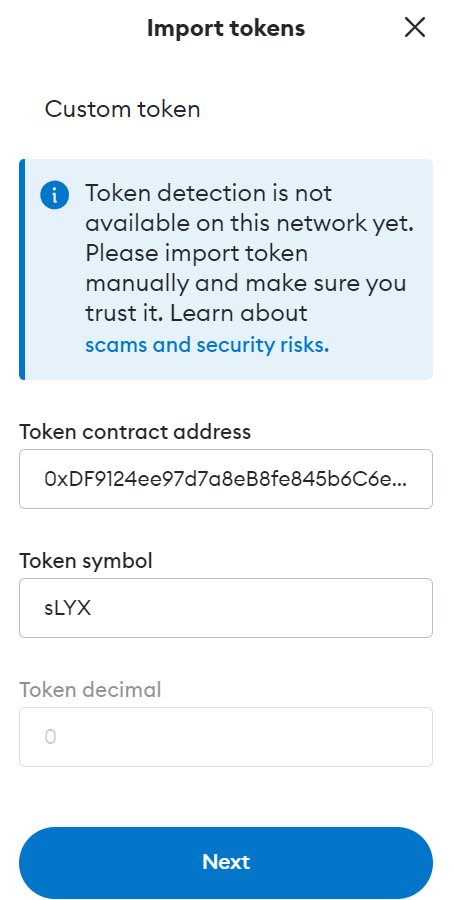 Import tokens
Custom token
Token detection is not
available on this network yet.
Please import token
manually and make sure you
trust it. Learn about
scams and security risks.
Token contract address
0xDF9124ee97d7a8eB8fe845b6C6e...
Token symbol
sLYX
Token decimal
0
Next